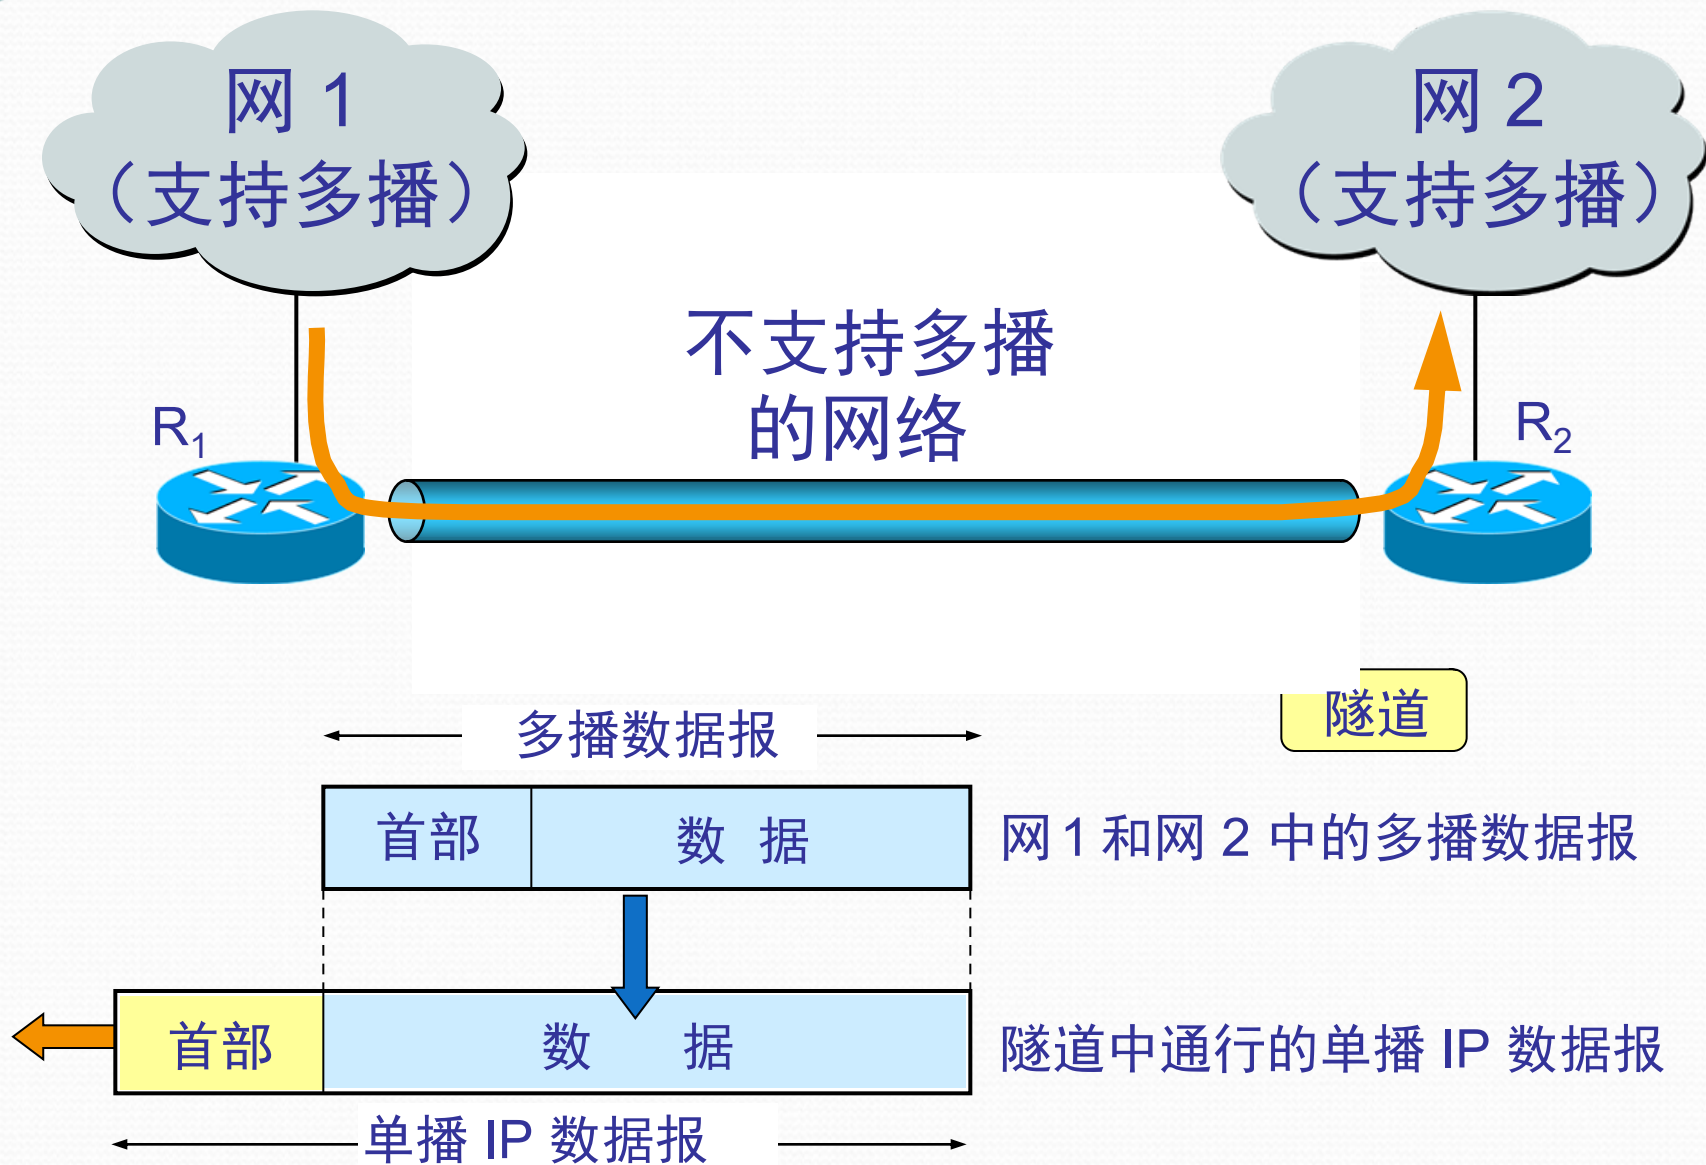 网 1
（支持多播）
网 2
（支持多播）
不支持多播
的网络
R1
R2
隧道
多播数据报
首部
数 据
网 1 和网 2 中的多播数据报
首部
数 据
隧道中通行的单播 IP 数据报
单播 IP 数据报